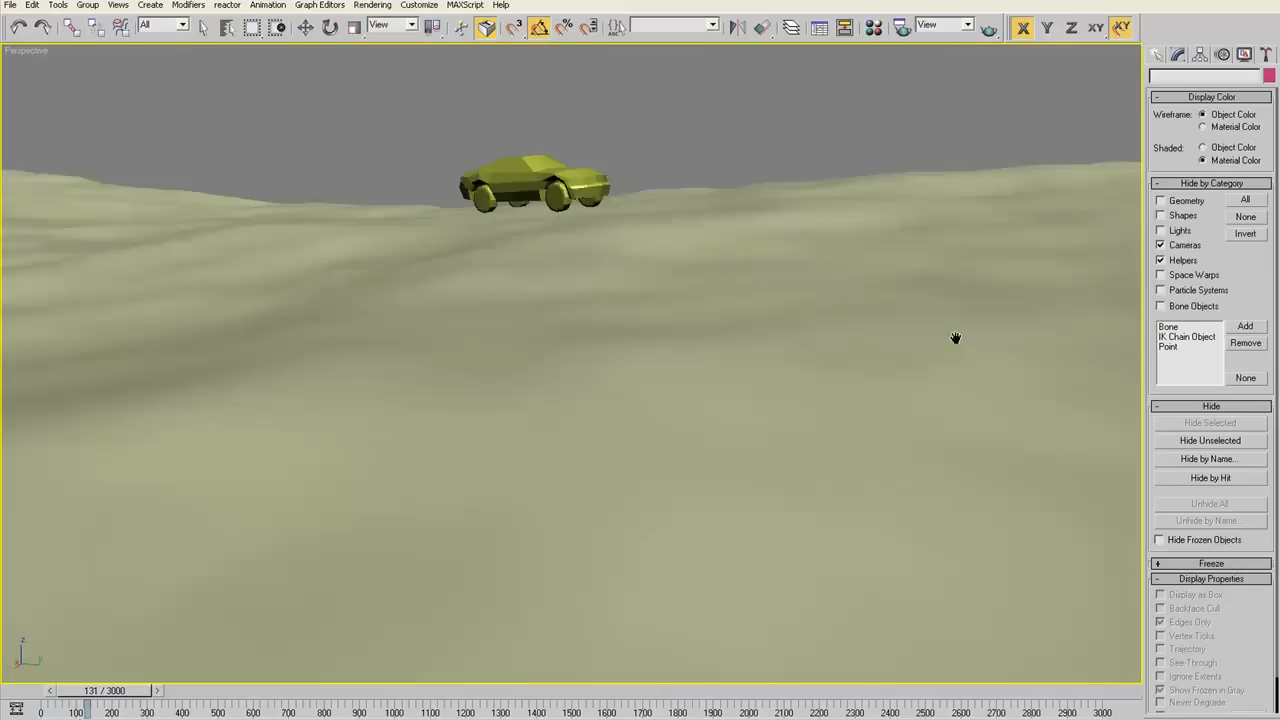 File Edit Tools Group Views Create Modifiers reactor Animation Graph Editors Rendering Customize MAXScript Help
All View % View X Y Z XY XY
Perspective
Display Color
Wireframe: Object Color
Material Color
Shaded: Object Color
Material Color
Hide by Category
Geometry All
Shapes None
Lights Invert
Cameras
Helpers
Space Warps
Particle Systems
Bone Objects
Bone Add
IK Chain Object Remove
Point
None
Hide
Hide Selected
Hide Unselected
Hide by Name...
Hide by Hit
Unhide All
Unhide by Name...
Hide Frozen Objects
Freeze
Display Properties
Display as Box
Backface Cull
Edges Only
Vertex Ticks
Trajectory
See-Through
Ignore Extents
Show Frozen in Gray
Never Degrade
z
x y
< 131 / 3000 >
0 100 200 300 400 500 600 700 800 900 1000 1100 1200 1300 1400 1500 1600 1700 1800 1900 2000 2100 2200 2300 2400 2500 2600 2700 2800 2900 3000